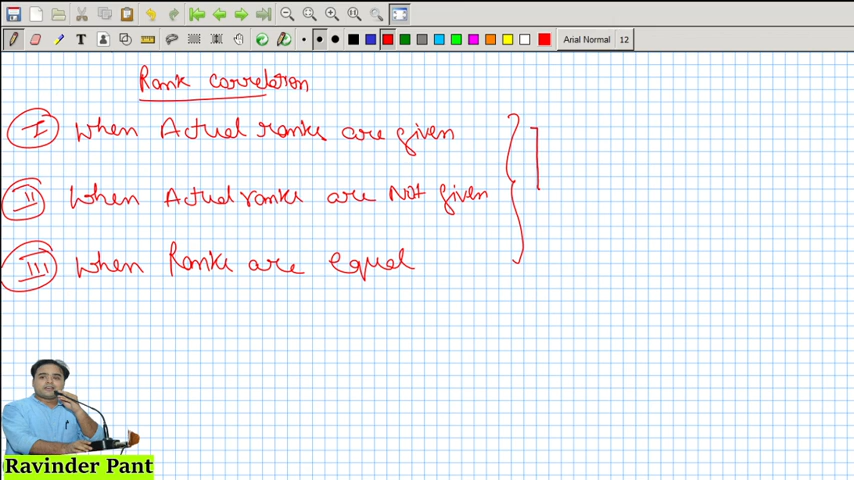 Arial Normal 12
Rank correlation
I When Actual ranks are given
II When Actual ranks are Not given
III When Ranks are equal
Ravinder Pant